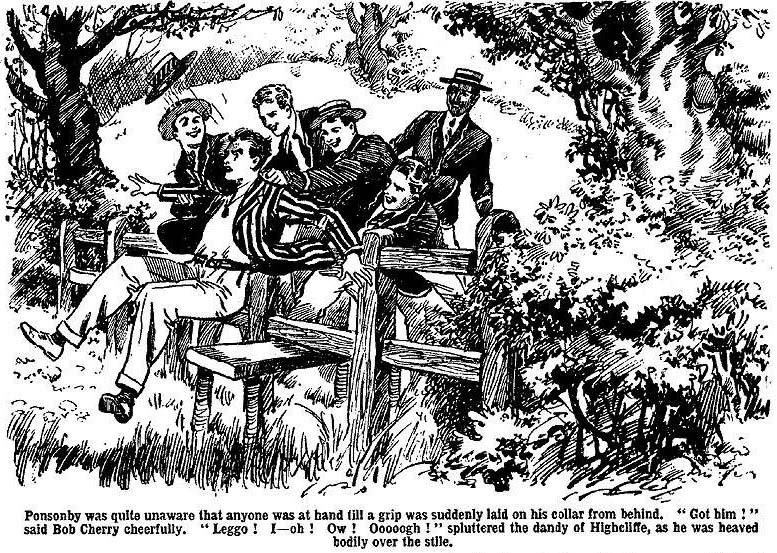 Ponsonby was quite unaware that anyone was at hand till a grip was suddenly laid on his collar from behind. " Got him ! "
said Bob Cherry cheerfully. " Leggo ! I—oh ! Ow ! Ooooogh ! " spluttered the dandy of Highcliffe, as he was heaved
bodily over the stile.